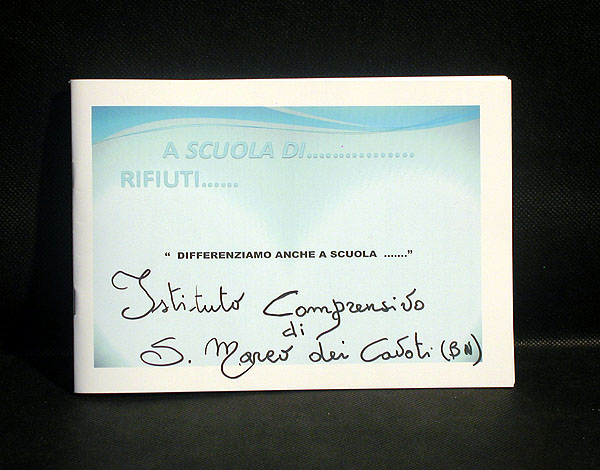 A SCUOLA DI................
RIFIUTI......
“ DIFFERENZIAMO ANCHE A SCUOLA .......”
Istituto Comprensivo
di
S. Marco dei Cavoti (BN)